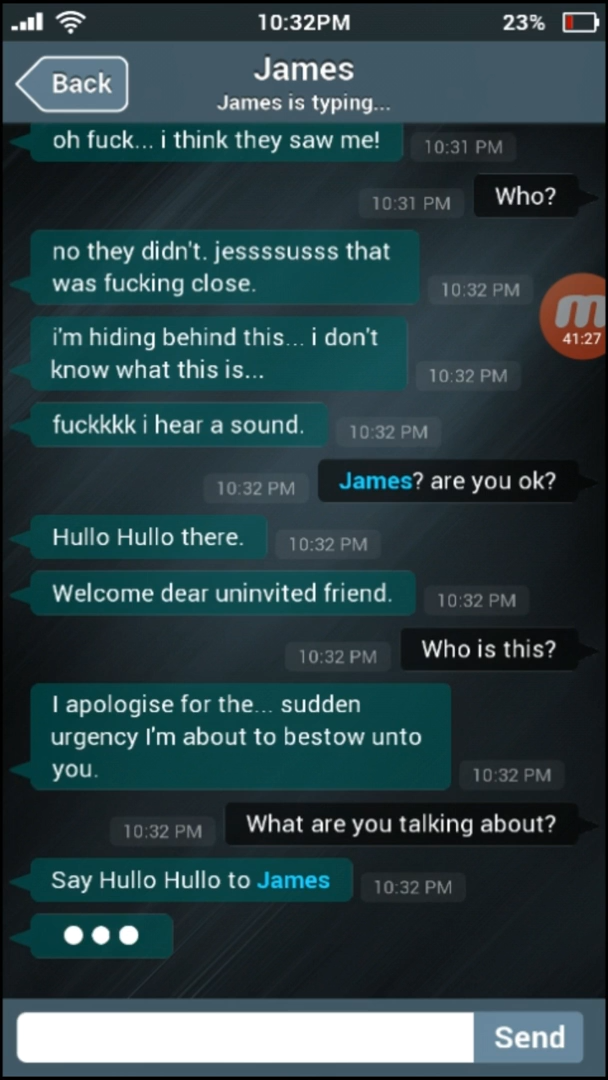 10:32PM
23%
Back
James
James is typing...
oh fuck... i think they saw me!
10:31 PM
Who?
10:31 PM
no they didn't. jessssusss that
was fucking close.
10:32 PM
m
41:27
i'm hiding behind this... i don't
know what this is...
10:32 PM
fuckkkk i hear a sound.
10:32 PM
James? are you ok?
10:32 PM
Hullo Hullo there.
10:32 PM
Welcome dear uninvited friend.
10:32 PM
Who is this?
10:32 PM
I apologise for the... sudden
urgency I'm about to bestow unto
you.
10:32 PM
What are you talking about?
10:32 PM
Say Hullo Hullo to James
10:32 PM
Send